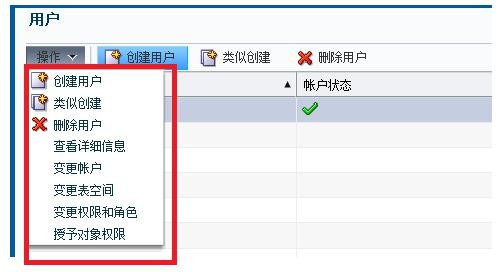 用户
操作 创建用户 类似创建 删除用户
帐户状态
创建用户
类似创建
删除用户
查看详细信息
变更帐户
变更表空间
变更权限和角色
授予对象权限